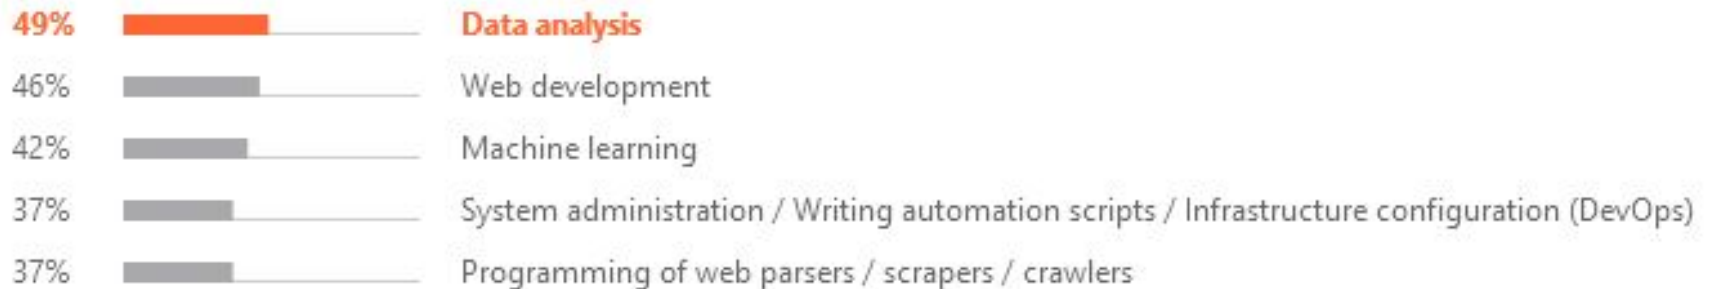 49% Data analysis
46% Web development
42% Machine learning
37% System administration / Writing automation scripts / Infrastructure configuration (DevOps)
37% Programming of web parsers / scrapers / crawlers